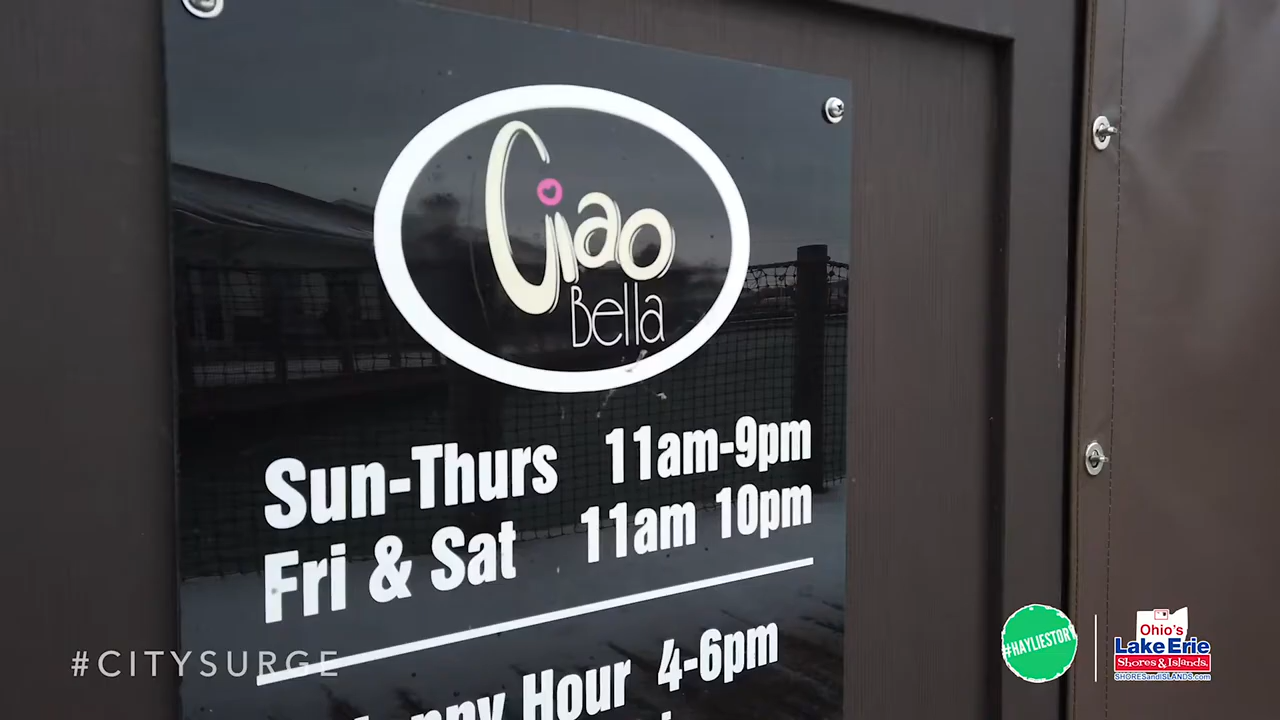 Ciao
Bella
Sun-Thurs 11am-9pm
Fri & Sat 11am 10pm
Happy Hour 4-6pm
#CITYSURGE
#HAYLIESTORY
Ohio's
Lake Erie
Shores & Islands.
SHORESandISLANDS.com